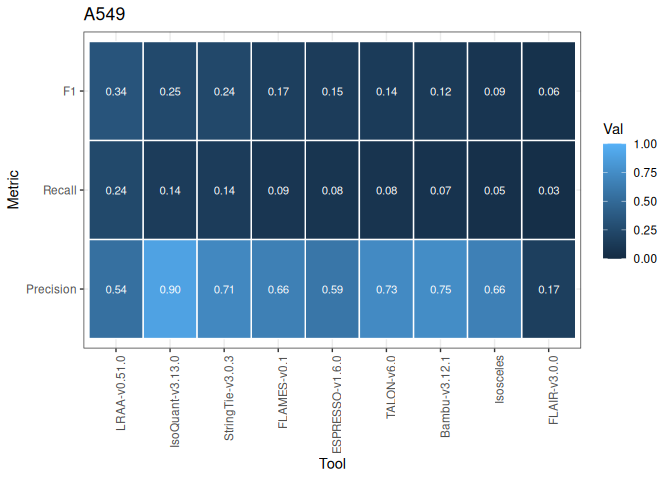 A549
F1 0.34 0.25 0.24 0.17 0.15 0.14 0.12 0.09 0.06
Recall 0.24 0.14 0.14 0.09 0.08 0.08 0.07 0.05 0.03
Precision 0.54 0.90 0.71 0.66 0.59 0.73 0.75 0.66 0.17
Metric
LRAA-v0.51.0
IsoQuant-v3.13.0
StringTie-v3.0.3
FLAMES-v0.1
ESPRESSO-v1.6.0
TALON-v6.0
Bambu-v3.12.1
Isosceles
FLAIR-v3.0.0
Tool
Val
1.00
0.75
0.50
0.25
0.00